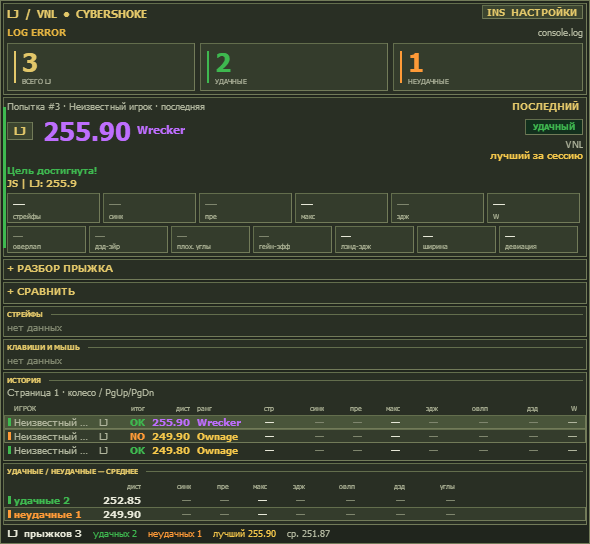 LJ / VNL • CYBERSHOKE INS НАСТРОЙКИ
LOG ERROR console.log
3 2 1
ВСЕГО LJ УДАЧНЫЕ НЕУДАЧНЫЕ
Попытка #3 · Неизвестный игрок · последняя ПОСЛЕДНИЙ
LJ 255.90 Wrecker УДАЧНЫЙ
VNL
лучший за сессию
Цель достигнута!
JS | LJ: 255.9
— — — — — —
стрейфы синк пре макс эдж W
— — — — — — —
оверлап дэд-эйр плох. углы гейн-эфф лэнд-эдж ширина девиация
+ РАЗБОР ПРЫЖКА
+ СРАВНИТЬ
СТРЕЙФЫ
нет данных
КЛАВИШИ И МЫШЬ
нет данных
ИСТОРИЯ
Страница 1 · колесо / PgUp/PgDn
ИГРОК итог дист ранг стр синк пре макс эдж овлп дэд W
Неизвестный ... LJ OK 255.90 Wrecker — — — — — — — —
Неизвестный ... LJ NO 249.90 Ownage — — — — — — — —
Неизвестный ... LJ OK 249.80 Ownage — — — — — — — —
УДАЧНЫЕ / НЕУДАЧНЫЕ — СРЕДНЕЕ
дист синк пре макс эдж овлп дэд углы
удачные 2 252.85 — — — — — — —
неудачные 1 249.90 — — — — — — —
LJ прыжков 3 удачных 2 неудачных 1 лучший 255.90 ср. 251.87